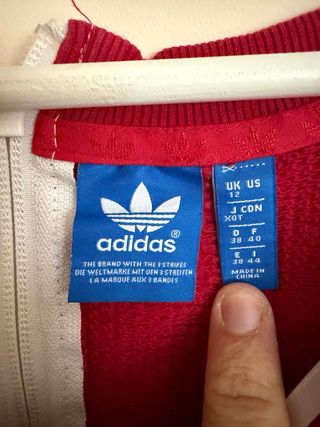 adidas®
THE BRAND WITH THE 3 STRIPES
DIE WELTMARKE MIT DEN 3 STREIFEN
LA MARQUE AUX 3 BANDES
UK US
12
J CDN
XOT
D F
38 40
E I
38 44
MADE IN
CHINA